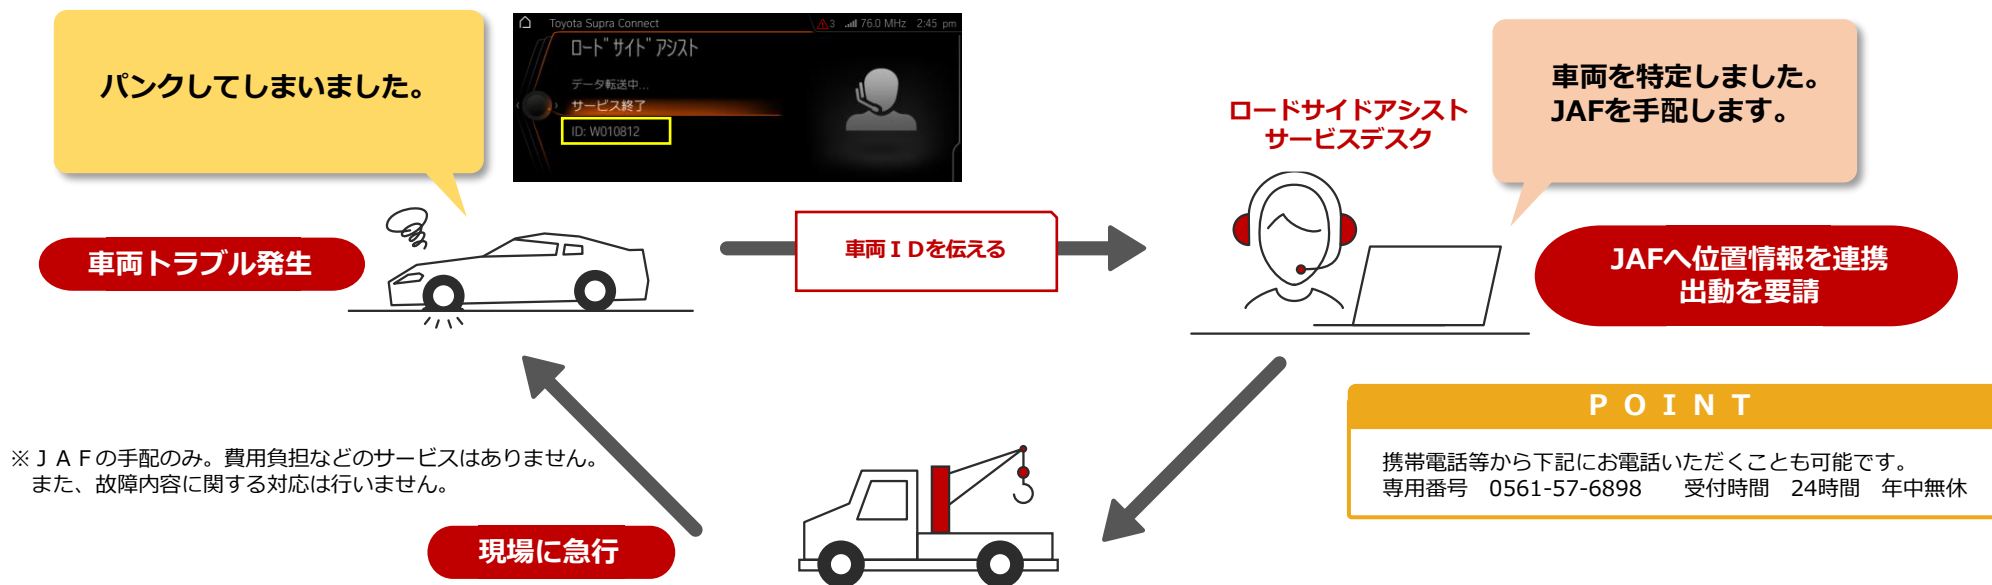 パンクしてしまいました。
Toyota Supra Connect
3 76.0 MHz 2:45 pm
ロード サイド アシスト
データ転送中...
サービス終了
ID: W010812
ロードサイドアシスト
サービスデスク
車両を特定しました。
JAFを手配します。
車両トラブル発生
車両ＩＤを伝える
JAFへ位置情報を連携
出動を要請
ＰＯＩＮＴ
携帯電話等から下記にお電話いただくことも可能です。
専用番号　0561-57-6898　　受付時間　24時間　年中無休
※ＪＡＦの手配のみ。費用負担などのサービスはありません。
また、故障内容に関する対応は行いません。
現場に急行